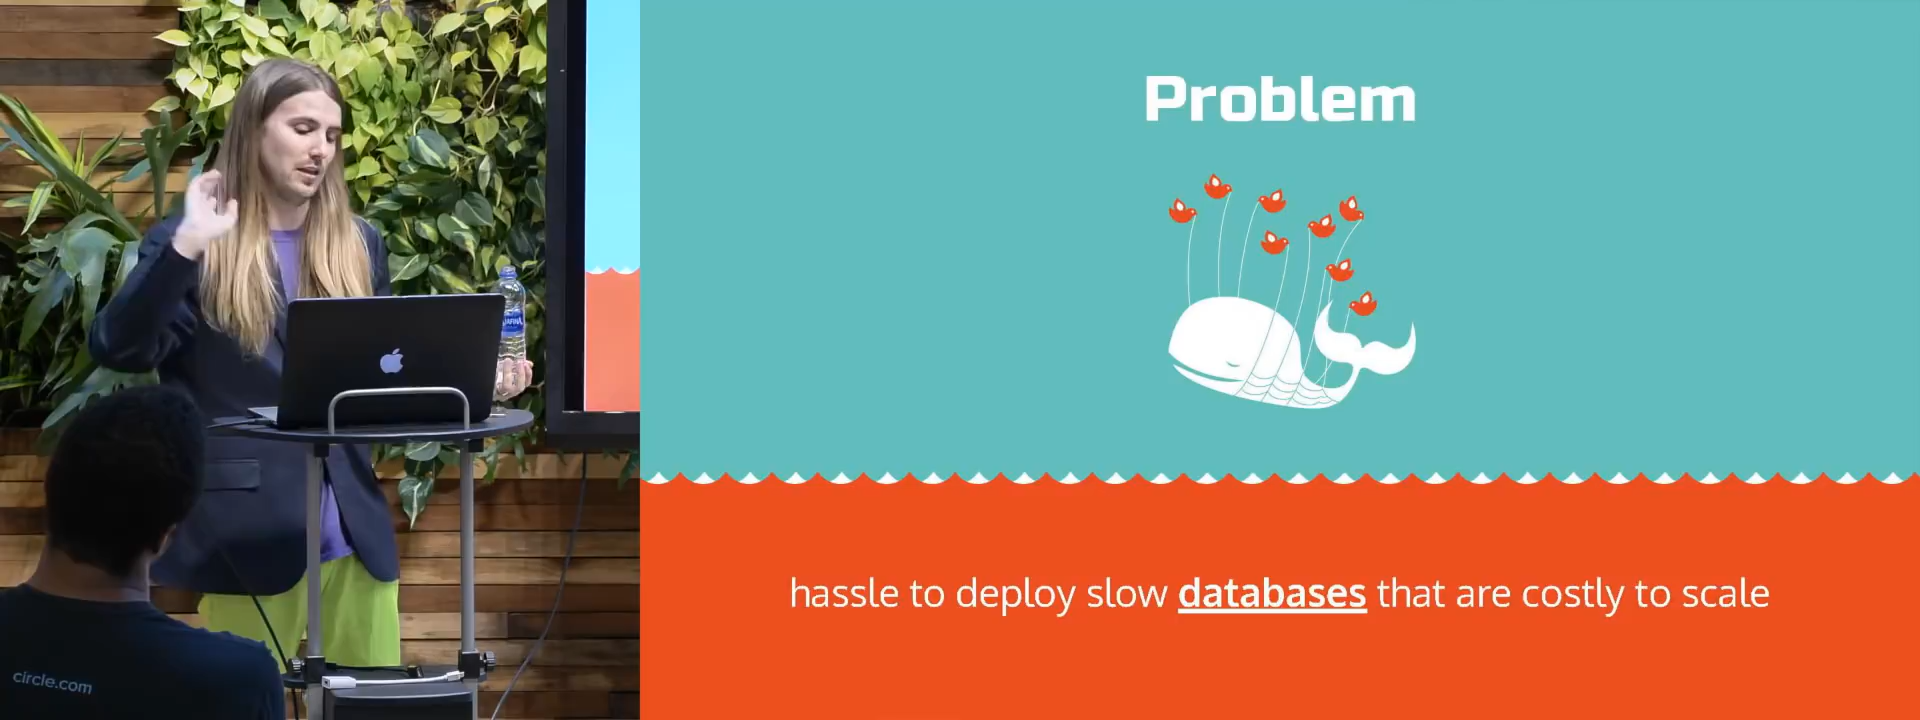 Problem
hassle to deploy slow databases that are costly to scale
circle.com